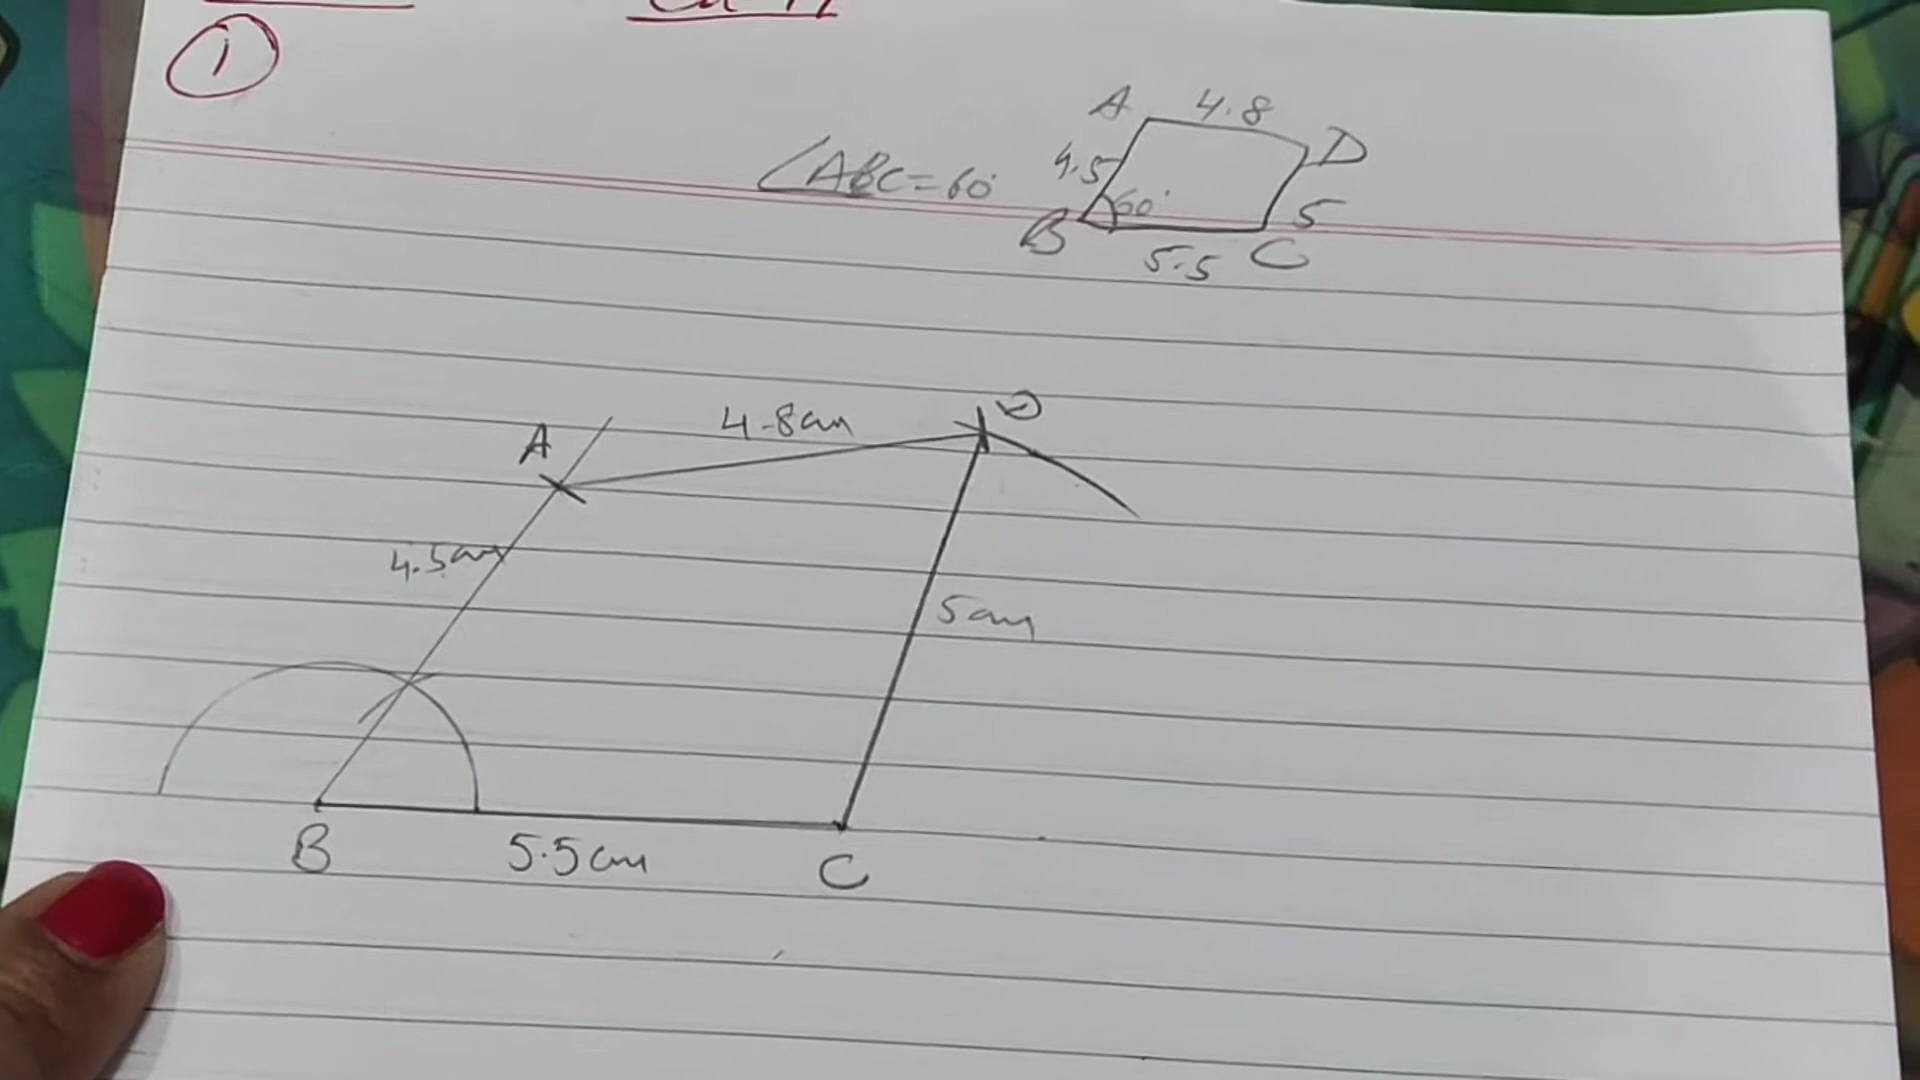 1
A 4.8 D
∠ABC=60° 4.5 60° 5
B 5.5 C
A 4.8cm D
4.5cm
5cm
B 5.5cm C